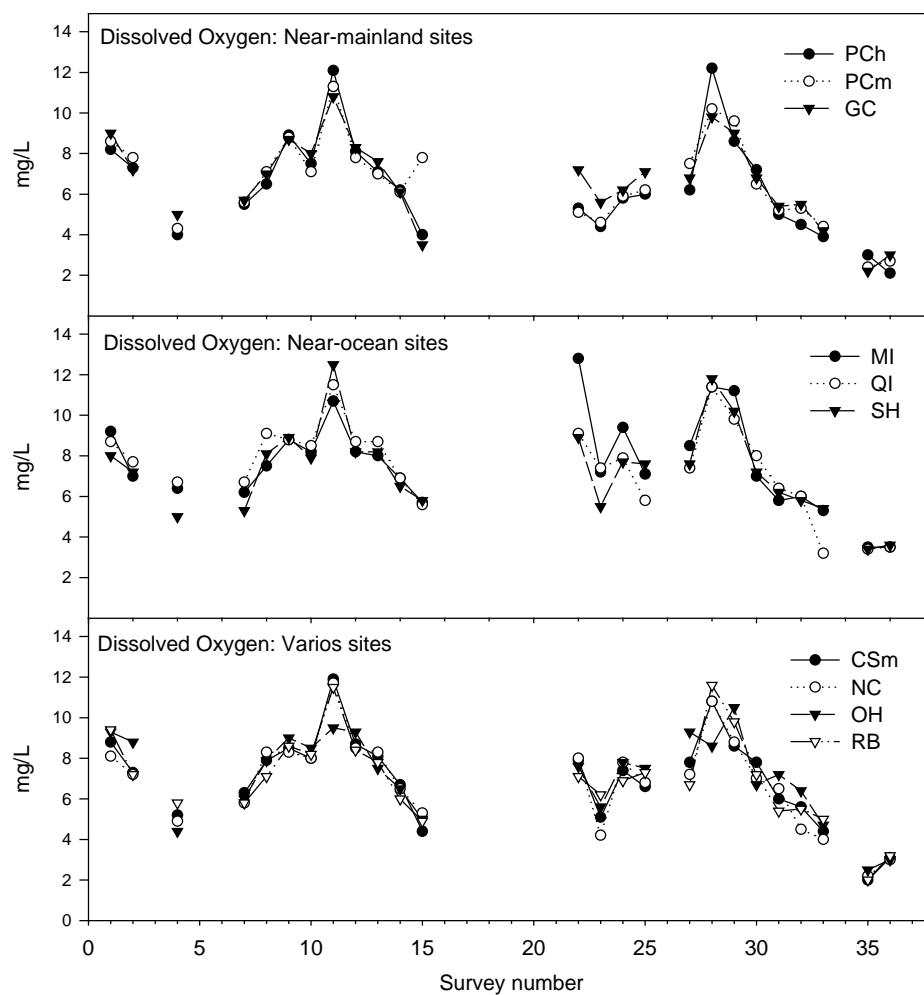 Dissolved Oxygen: Near-mainland sites
PCh
PCm
GC
mg/L
14
12
10
8
6
4
2
Dissolved Oxygen: Near-ocean sites
MI
QI
SH
mg/L
14
12
10
8
6
4
2
Dissolved Oxygen: Varios sites
CSm
NC
OH
RB
mg/L
14
12
10
8
6
4
2
0
0 5 10 15 20 25 30 35
Survey number